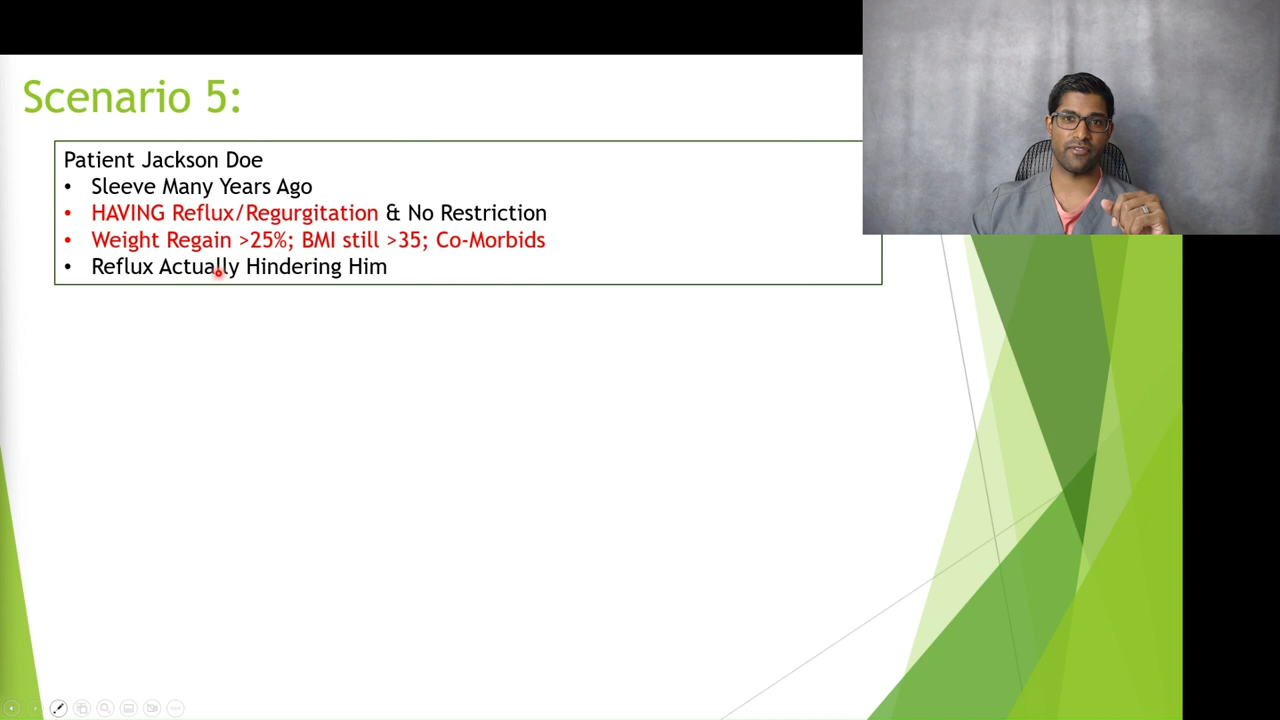 Scenario 5:
Patient Jackson Doe
• Sleeve Many Years Ago
• HAVING Reflux/Regurgitation & No Restriction
• Weight Regain >25%; BMI still >35; Co-Morbids
• Reflux Actually Hindering Him